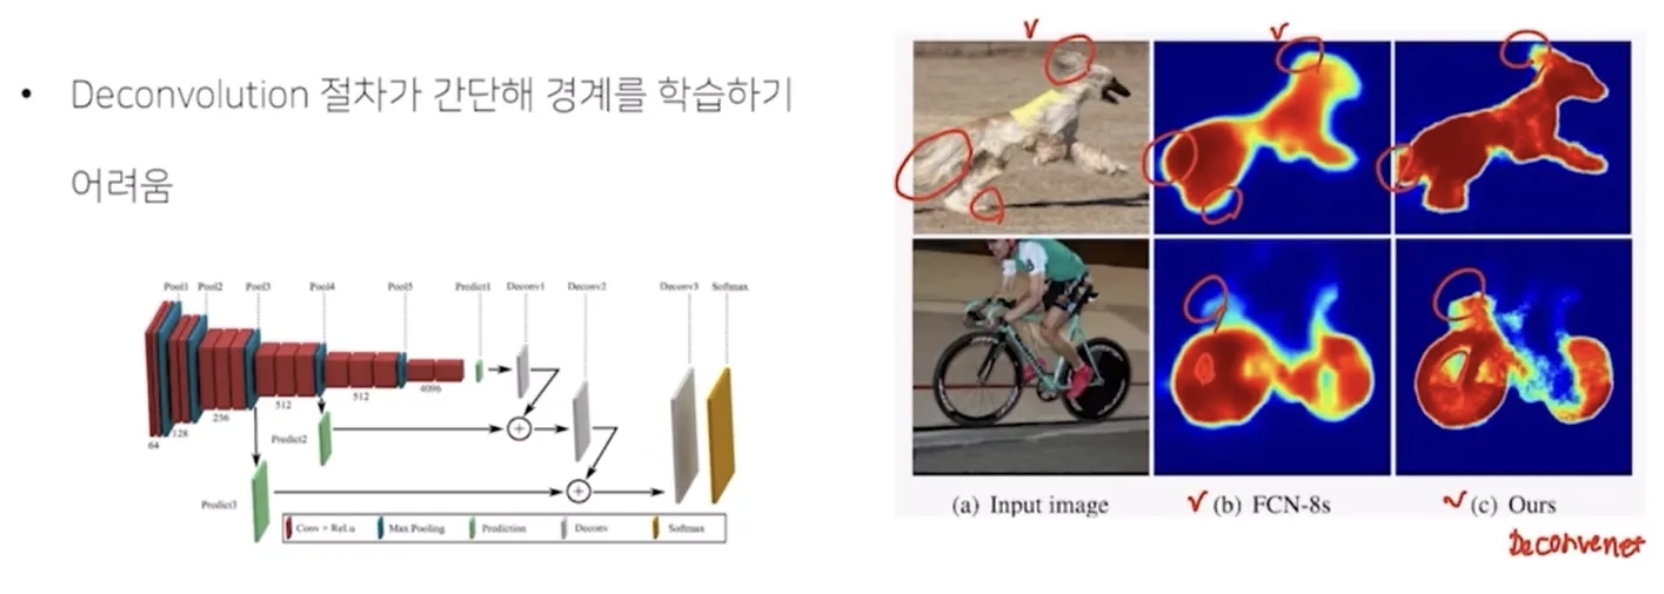 • Deconvolution 절차가 간단해 경계를 학습하기
어려움
Pool1 Pool2 Pool3 Pool4 Pool5 Predict1 Deconv1 Deconv2 Deconv3 Softmax
4096
512
512
256
128
64
Predict2
Predict3
Conv + ReLu Max Pooling Prediction Deconv Softmax
(a) Input image (b) FCN-8s (c) Ours
Deconvenet